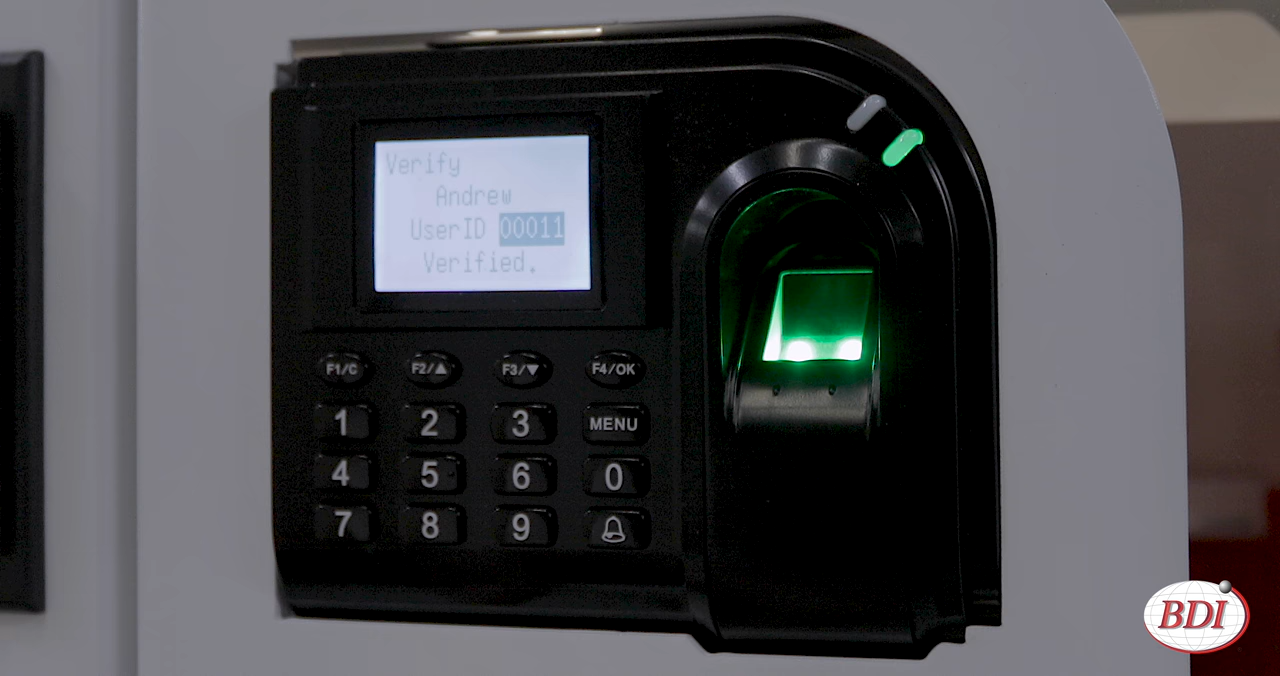 Verify
Andrew
UserID 00011
Verified.
F1/C F2/▲ F3/▼ F4/OK
1 2 3 MENU
4 5 6 0
7 8 9
BDI